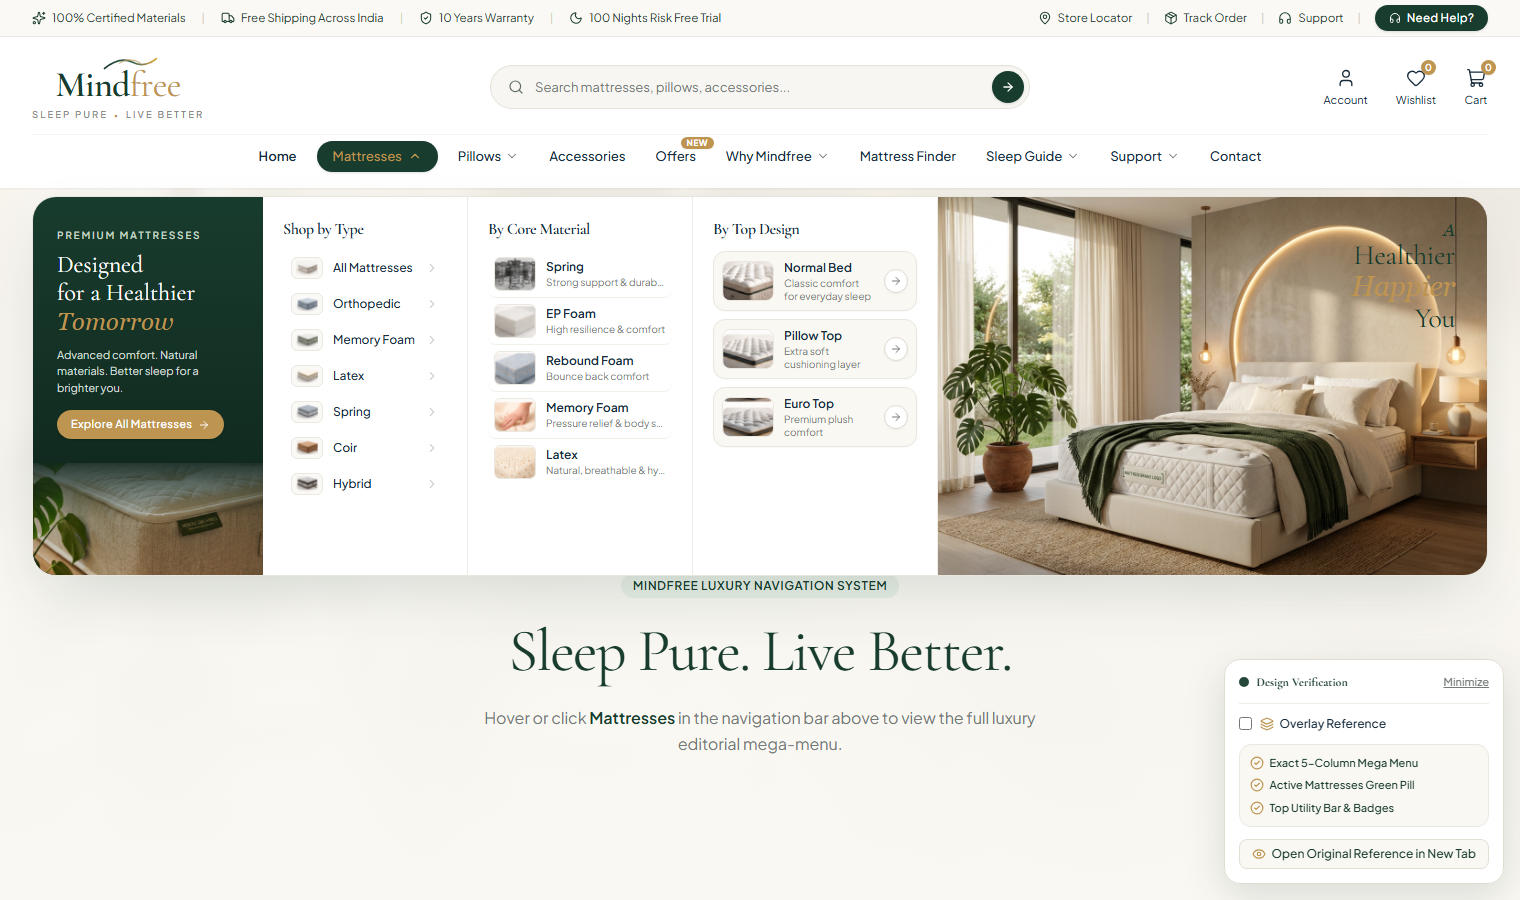 100% Certified Materials
Free Shipping Across India
10 Years Warranty
100 Nights Risk Free Trial
Store Locator
Track Order
Support
Need Help?
Mindfree
SLEEP PURE • LIVE BETTER
Search mattresses, pillows, accessories...
Account
0
Wishlist
0
Cart
Home
Mattresses
Pillows
Accessories
Offers
NEW
Why Mindfree
Mattress Finder
Sleep Guide
Support
Contact
PREMIUM MATTRESSES
Designed
for a Healthier
Tomorrow
Advanced comfort. Natural
materials. Better sleep for a
brighter you.
Explore All Mattresses
Shop by Type
All Mattresses
Orthopedic
Memory Foam
Latex
Spring
Coir
Hybrid
By Core Material
Spring
Strong support & durab...
EP Foam
High resilience & comfort
Rebound Foam
Bounce back comfort
Memory Foam
Pressure relief & body s...
Latex
Natural, breathable & hy...
By Top Design
Normal Bed
Classic comfort
for everyday sleep
Pillow Top
Extra soft
cushioning layer
Euro Top
Premium plush
comfort
A
Healthier
Happier
You
MINDFREE LUXURY NAVIGATION SYSTEM
Sleep Pure. Live Better.
Hover or click Mattresses in the navigation bar above to view the full luxury
editorial mega-menu.
Design Verification
Minimize
Overlay Reference
Exact 5-Column Mega Menu
Active Mattresses Green Pill
Top Utility Bar & Badges
Open Original Reference in New Tab